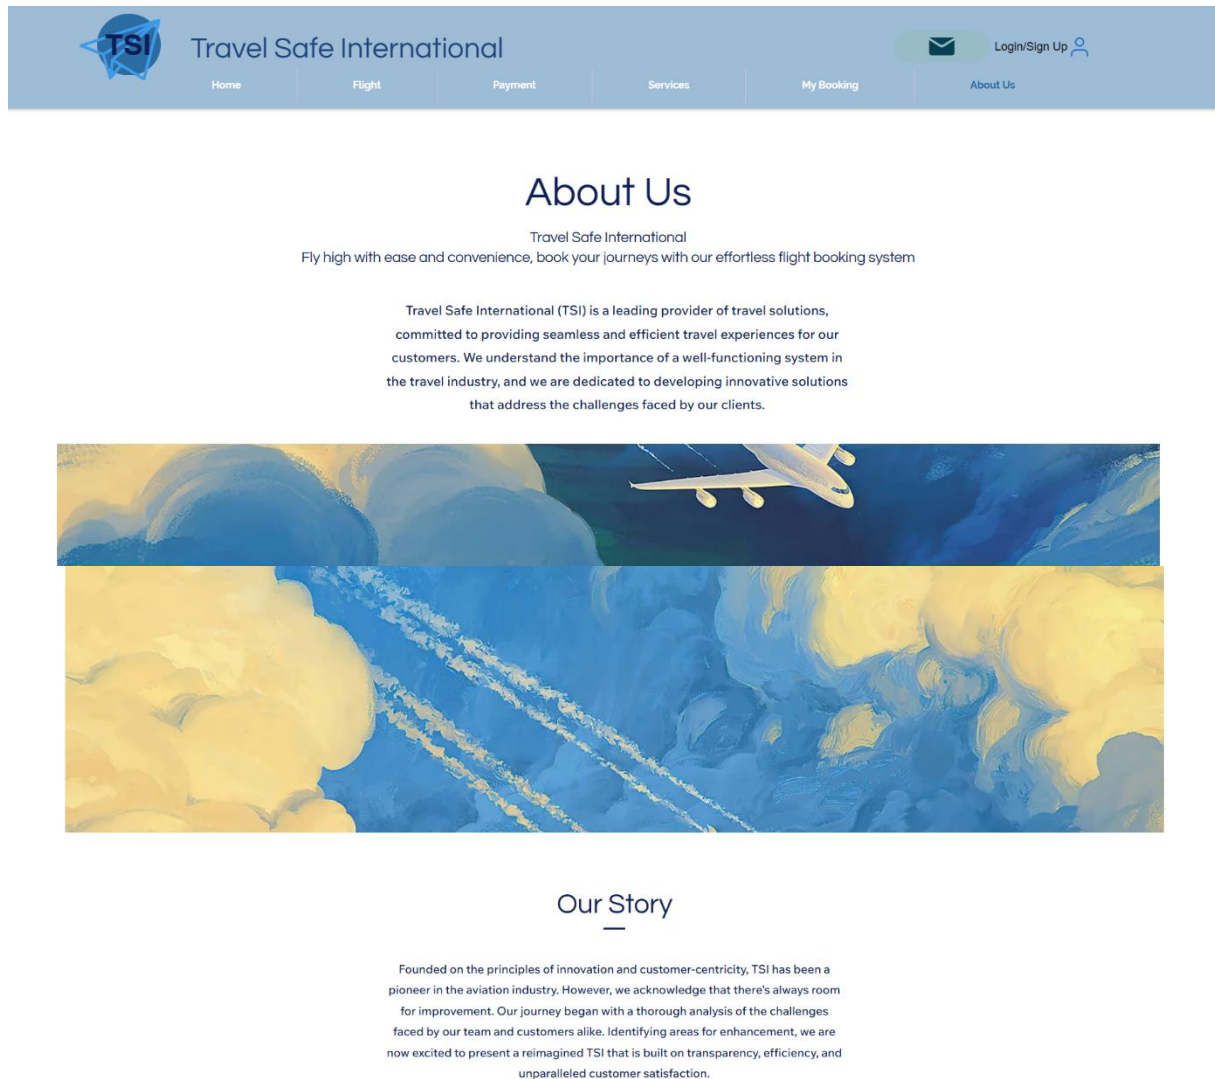 TSI
Travel Safe International
Login/Sign Up
Home Flight Payment Services My Booking About Us
About Us
Travel Safe International
Fly high with ease and convenience, book your journeys with our effortless flight booking system
Travel Safe International (TSI) is a leading provider of travel solutions,
committed to providing seamless and efficient travel experiences for our
customers. We understand the importance of a well-functioning system in
the travel industry, and we are dedicated to developing innovative solutions
that address the challenges faced by our clients.
Our Story
Founded on the principles of innovation and customer-centricity, TSI has been a
pioneer in the aviation industry. However, we acknowledge that there's always room
for improvement. Our journey began with a thorough analysis of the challenges
faced by our team and customers alike. Identifying areas for enhancement, we are
now excited to present a reimagined TSI that is built on transparency, efficiency, and
unparalleled customer satisfaction.